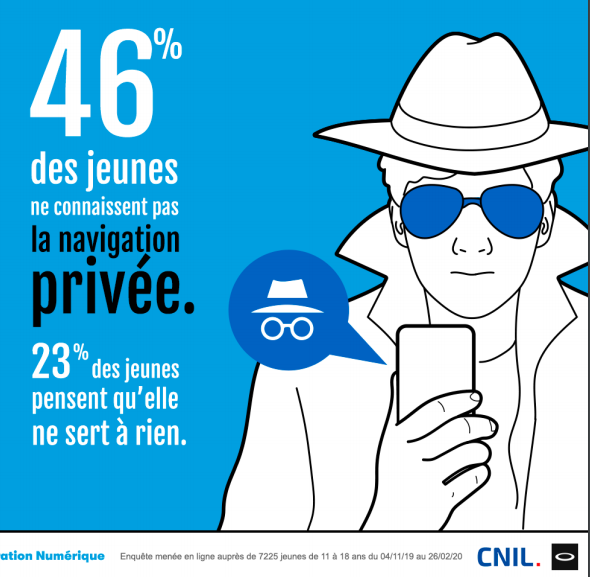 46%
des jeunes
ne connaissent pas
la navigation
privée.
23% des jeunes
pensent qu'elle
ne sert à rien.
Numérique Enquête menée en ligne auprès de 7225 jeunes de 11 à 18 ans du 04/11/19 au 26/02/20 CNIL.